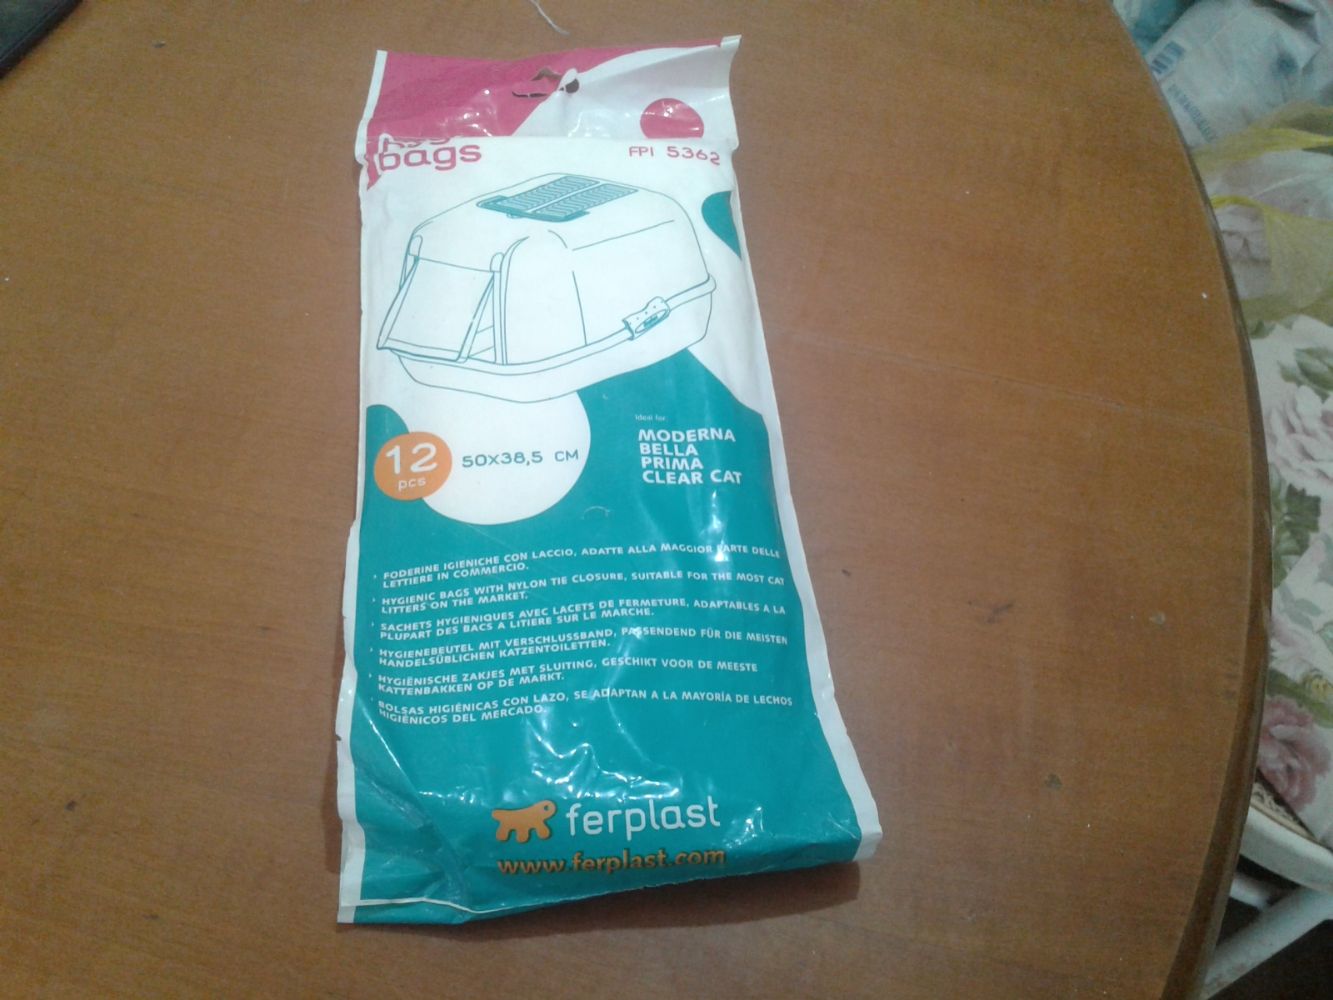 bags
FPI 5362
12
pcs
50x38,5 CM
Ideal for
MODERNA
BELLA
PRIMA
CLEAR CAT
FODERINE IGIENICHE CON LACCIO, ADATTE ALLA MAGGIOR PARTE DELLE
LETTIERE IN COMMERCIO.
HYGIENIC BAGS WITH NYLON TIE CLOSURE, SUITABLE FOR THE MOST CAT
LITTERS ON THE MARKET.
SACHETS HYGIENIQUES AVEC LACETS DE FERMETURE, ADAPTABLES A LA
PLUPART DES BACS A LITIERE SUR LE MARCHE.
HYGIENEBEUTEL MIT VERSCHLUSSBAND, PASSENDEND FÜR DIE MEISTEN
HANDELSÜBLICHEN KATZENTOILETTEN.
HYGIËNISCHE ZAKJES MET SLUITING, GESCHIKT VOOR DE MEESTE
KATTENBAKKEN OP DE MARKT.
BOLSAS HIGIÉNICAS CON LAZO, SE ADAPTAN A LA MAYORÍA DE LECHOS
HIGIÉNICOS DEL MERCADO.
ferplast
www.ferplast.com